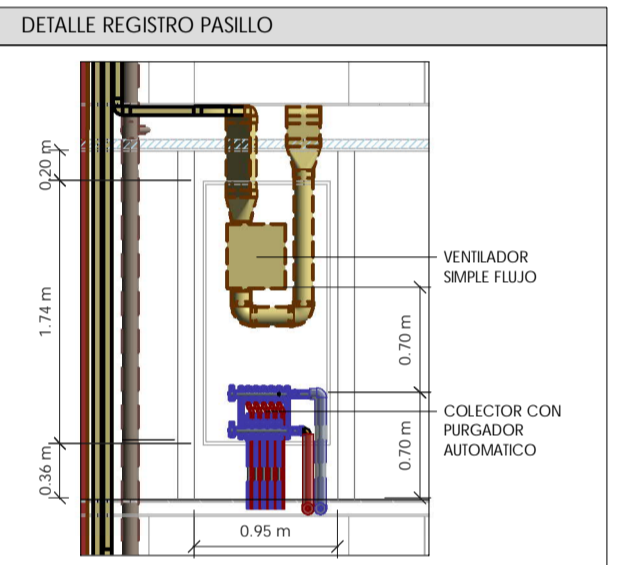 DETALLE REGISTRO PASILLO
0.20 m
1.74 m
0.36 m
VENTILADOR
SIMPLE FLUJO
0.70 m
COLECTOR CON
PURGADOR
AUTOMATICO
0.70 m
0.95 m